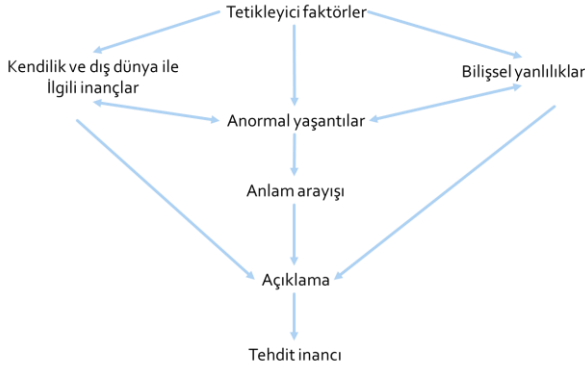 Tetikleyici faktörler
Kendilik ve dış dünya ile
İlgili inançlar
Bilişsel yanlılıklar
Anormal yaşantılar
Anlam arayışı
Açıklama
Tehdit inancı